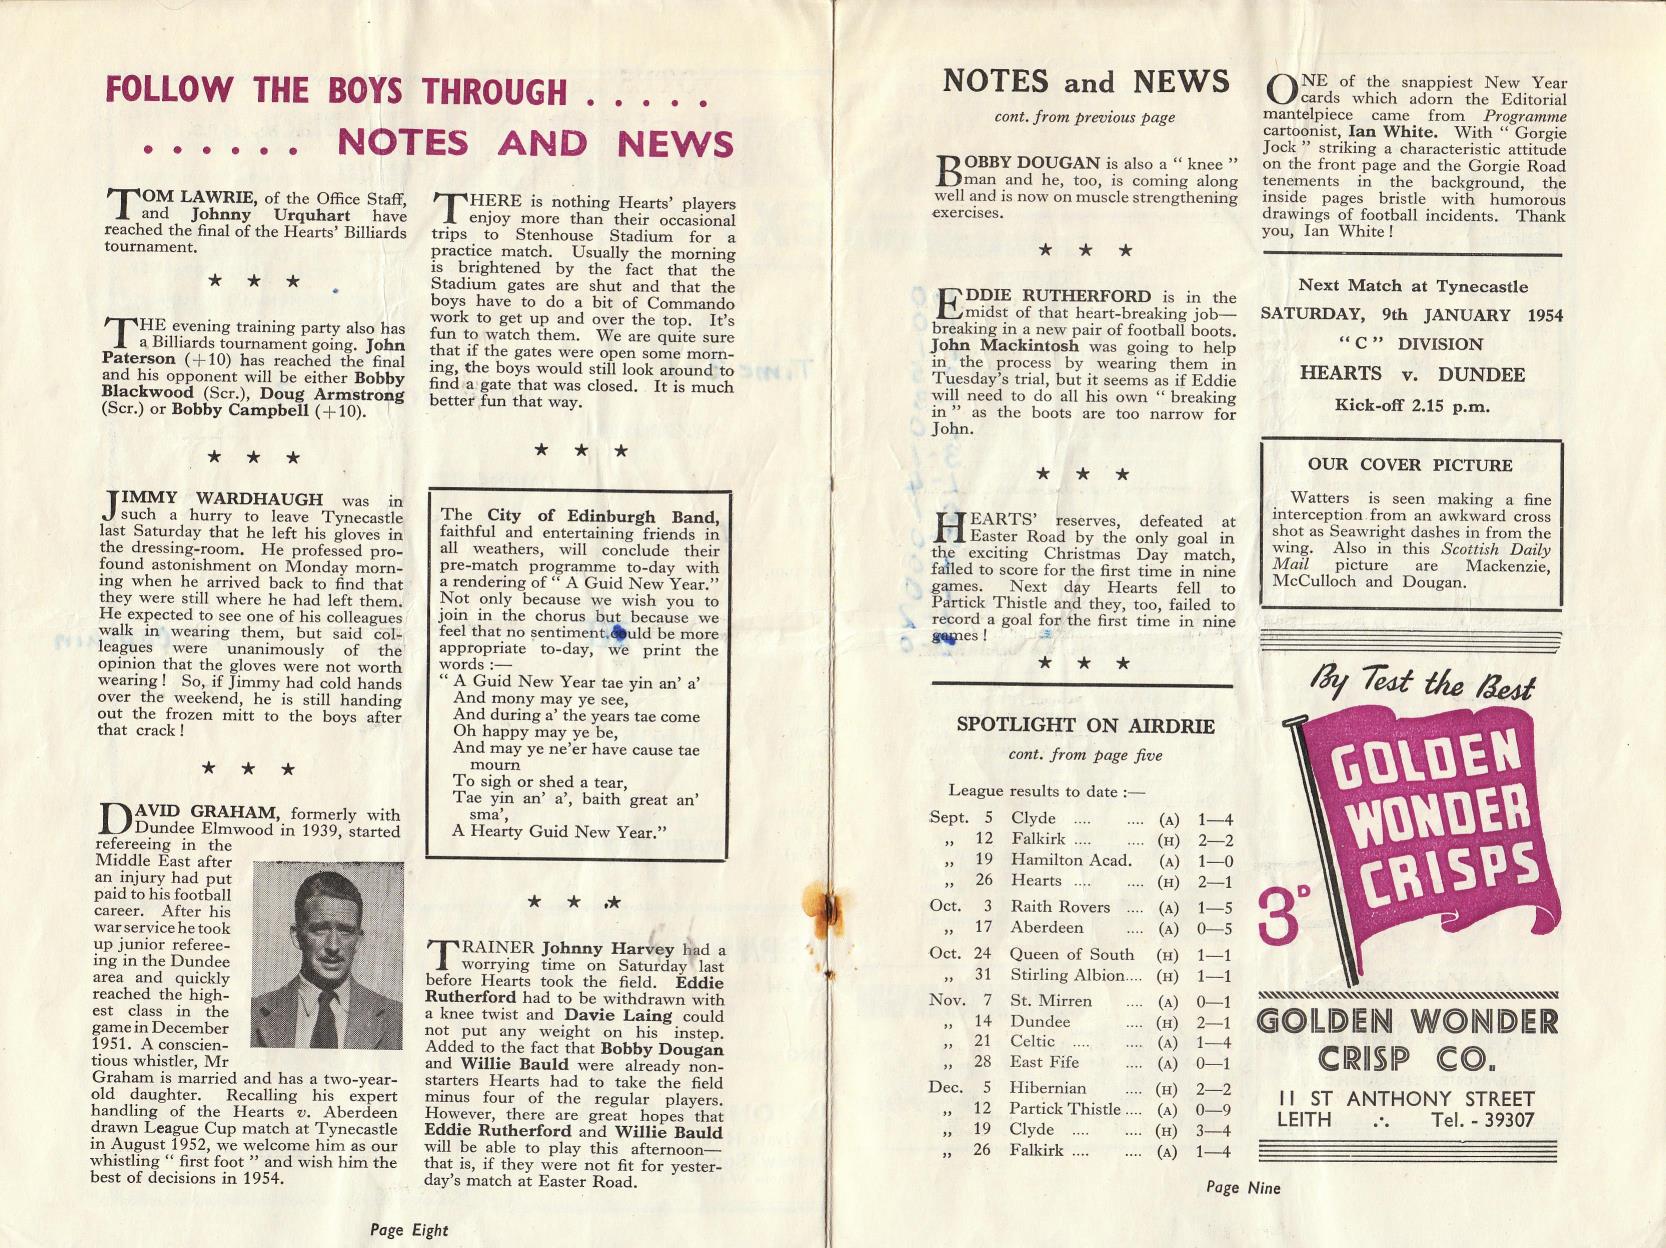 FOLLOW THE BOYS THROUGH . . . . .
. . . . . . NOTES AND NEWS
TOM LAWRIE, of the Office Staff,
and Johnny Urquhart have
reached the final of the Hearts' Billiards
tournament.
★ ★ ★
THE evening training party also has
a Billiards tournament going. John
Paterson (+10) has reached the final
and his opponent will be either Bobby
Blackwood (Scr.), Doug Armstrong
(Scr.) or Bobby Campbell (+10).
★ ★ ★
JIMMY WARDHAUGH was in
such a hurry to leave Tynecastle
last Saturday that he left his gloves in
the dressing-room. He professed pro-
found astonishment on Monday morn-
ing when he arrived back to find that
they were still where he had left them.
He expected to see one of his colleagues
walk in wearing them, but said col-
leagues were unanimously of the
opinion that the gloves were not worth
wearing! So, if Jimmy had cold hands
over the weekend, he is still handing
out the frozen mitt to the boys after
that crack!
★ ★ ★
DAVID GRAHAM, formerly with
Dundee Elmwood in 1939, started
refereeing in the
Middle East after
an injury had put
paid to his football
career. After his
war service he took
up junior referee-
ing in the Dundee
area and quickly
reached the high-
est class in the
game in December
1951. A conscien-
tious whistler, Mr
Graham is married and has a two-year-
old daughter. Recalling his expert
handling of the Hearts v. Aberdeen
drawn League Cup match at Tynecastle
in August 1952, we welcome him as our
whistling "first foot" and wish him the
best of decisions in 1954.
THERE is nothing Hearts' players
enjoy more than their occasional
trips to Stenhouse Stadium for a
practice match. Usually the morning
is brightened by the fact that the
Stadium gates are shut and that the
boys have to do a bit of Commando
work to get up and over the top. It's
fun to watch them. We are quite sure
that if the gates were open some morn-
ing, the boys would still look around to
find a gate that was closed. It is much
better fun that way.
★ ★ ★
The City of Edinburgh Band,
faithful and entertaining friends in
all weathers, will conclude their
pre-match programme to-day with
a rendering of "A Guid New Year."
Not only because we wish you to
join in the chorus but because we
feel that no sentiment could be more
appropriate to-day, we print the
words :—
"A Guid New Year tae yin an' a'
And mony may ye see,
And during a' the years tae come
Oh happy may ye be,
And may ye ne'er have cause tae
mourn
To sigh or shed a tear,
Tae yin an' a', baith great an'
sma',
A Hearty Guid New Year."
★ ★ ★
TRAINER Johnny Harvey had a
worrying time on Saturday last
before Hearts took the field. Eddie
Rutherford had to be withdrawn with
a knee twist and Davie Laing could
not put any weight on his instep.
Added to the fact that Bobby Dougan
and Willie Bauld were already non-
starters Hearts had to take the field
minus four of the regular players.
However, there are great hopes that
Eddie Rutherford and Willie Bauld
will be able to play this afternoon—
that is, if they were not fit for yester-
day's match at Easter Road.
Page Eight
NOTES and NEWS
cont. from previous page
BOBBY DOUGAN is also a "knee"
man and he, too, is coming along
well and is now on muscle strengthening
exercises.
★ ★ ★
EDDIE RUTHERFORD is in the
midst of that heart-breaking job—
breaking in a new pair of football boots.
John Mackintosh was going to help
in the process by wearing them in
Tuesday's trial, but it seems as if Eddie
will need to do all his own "breaking
in" as the boots are too narrow for
John.
★ ★ ★
HEARTS' reserves, defeated at
Easter Road by the only goal in
the exciting Christmas Day match,
failed to score for the first time in nine
games. Next day Hearts fell to
Partick Thistle and they, too, failed to
record a goal for the first time in nine
games!
★ ★ ★
SPOTLIGHT ON AIRDRIE
cont. from page five
League results to date :—
Sept. 5 Clyde .... .... (A) 1—4
,, 12 Falkirk .... .... (H) 2—2
,, 19 Hamilton Acad. (A) 1—0
,, 26 Hearts .... .... (H) 2—1
Oct. 3 Raith Rovers .... (A) 1—5
,, 17 Aberdeen .... (A) 0—5
Oct. 24 Queen of South (H) 1—1
,, 31 Stirling Albion.... (H) 1—1
Nov. 7 St. Mirren .... (A) 0—1
,, 14 Dundee .... (H) 2—1
,, 21 Celtic .... .... (A) 1—4
,, 28 East Fife .... (A) 0—1
Dec. 5 Hibernian .... (H) 2—2
,, 12 Partick Thistle .... (A) 0—9
,, 19 Clyde .... .... (H) 3—4
,, 26 Falkirk .... .... (A) 1—4
ONE of the snappiest New Year
cards which adorn the Editorial
mantelpiece came from Programme
cartoonist, Ian White. With "Gorgie
Jock" striking a characteristic attitude
on the front page and the Gorgie Road
tenements in the background, the
inside pages bristle with humorous
drawings of football incidents. Thank
you, Ian White!
Next Match at Tynecastle
SATURDAY, 9th JANUARY 1954
"C" DIVISION
HEARTS v. DUNDEE
Kick-off 2.15 p.m.
OUR COVER PICTURE
Watters is seen making a fine
interception from an awkward cross
shot as Seawright dashes in from the
wing. Also in this Scottish Daily
Mail picture are Mackenzie,
McCulloch and Dougan.
By Test the Best
GOLDEN
WONDER
CRISPS
3D
GOLDEN WONDER
CRISP CO.
11 ST ANTHONY STREET
LEITH ∴ Tel. - 39307
Page Nine